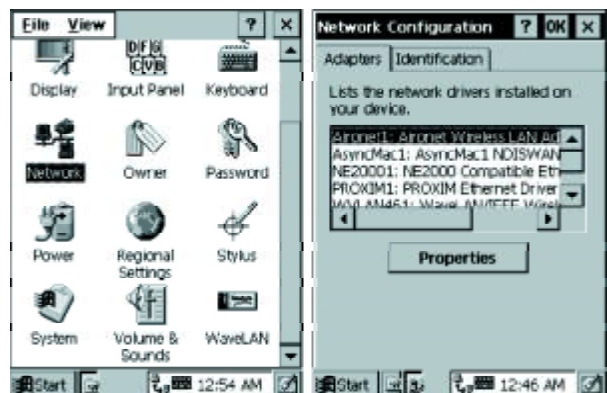 File View ? ×
Display Input Panel Keyboard
Network Owner Password
Power Regional Settings Stylus
System Volume & Sounds WaveLAN
Start 12:54 AM
Network Configuration ? OK ×
Adapters Identification
Lists the network drivers installed on
your device.
Aironet1: Aironet Wireless LAN Ad
AsyncMac1: AsyncMac1 NDISWAN
NE20001: NE2000 Compatible Eth
PROXIM1: PROXIM Ethernet Driver
Properties
Start 12:46 AM